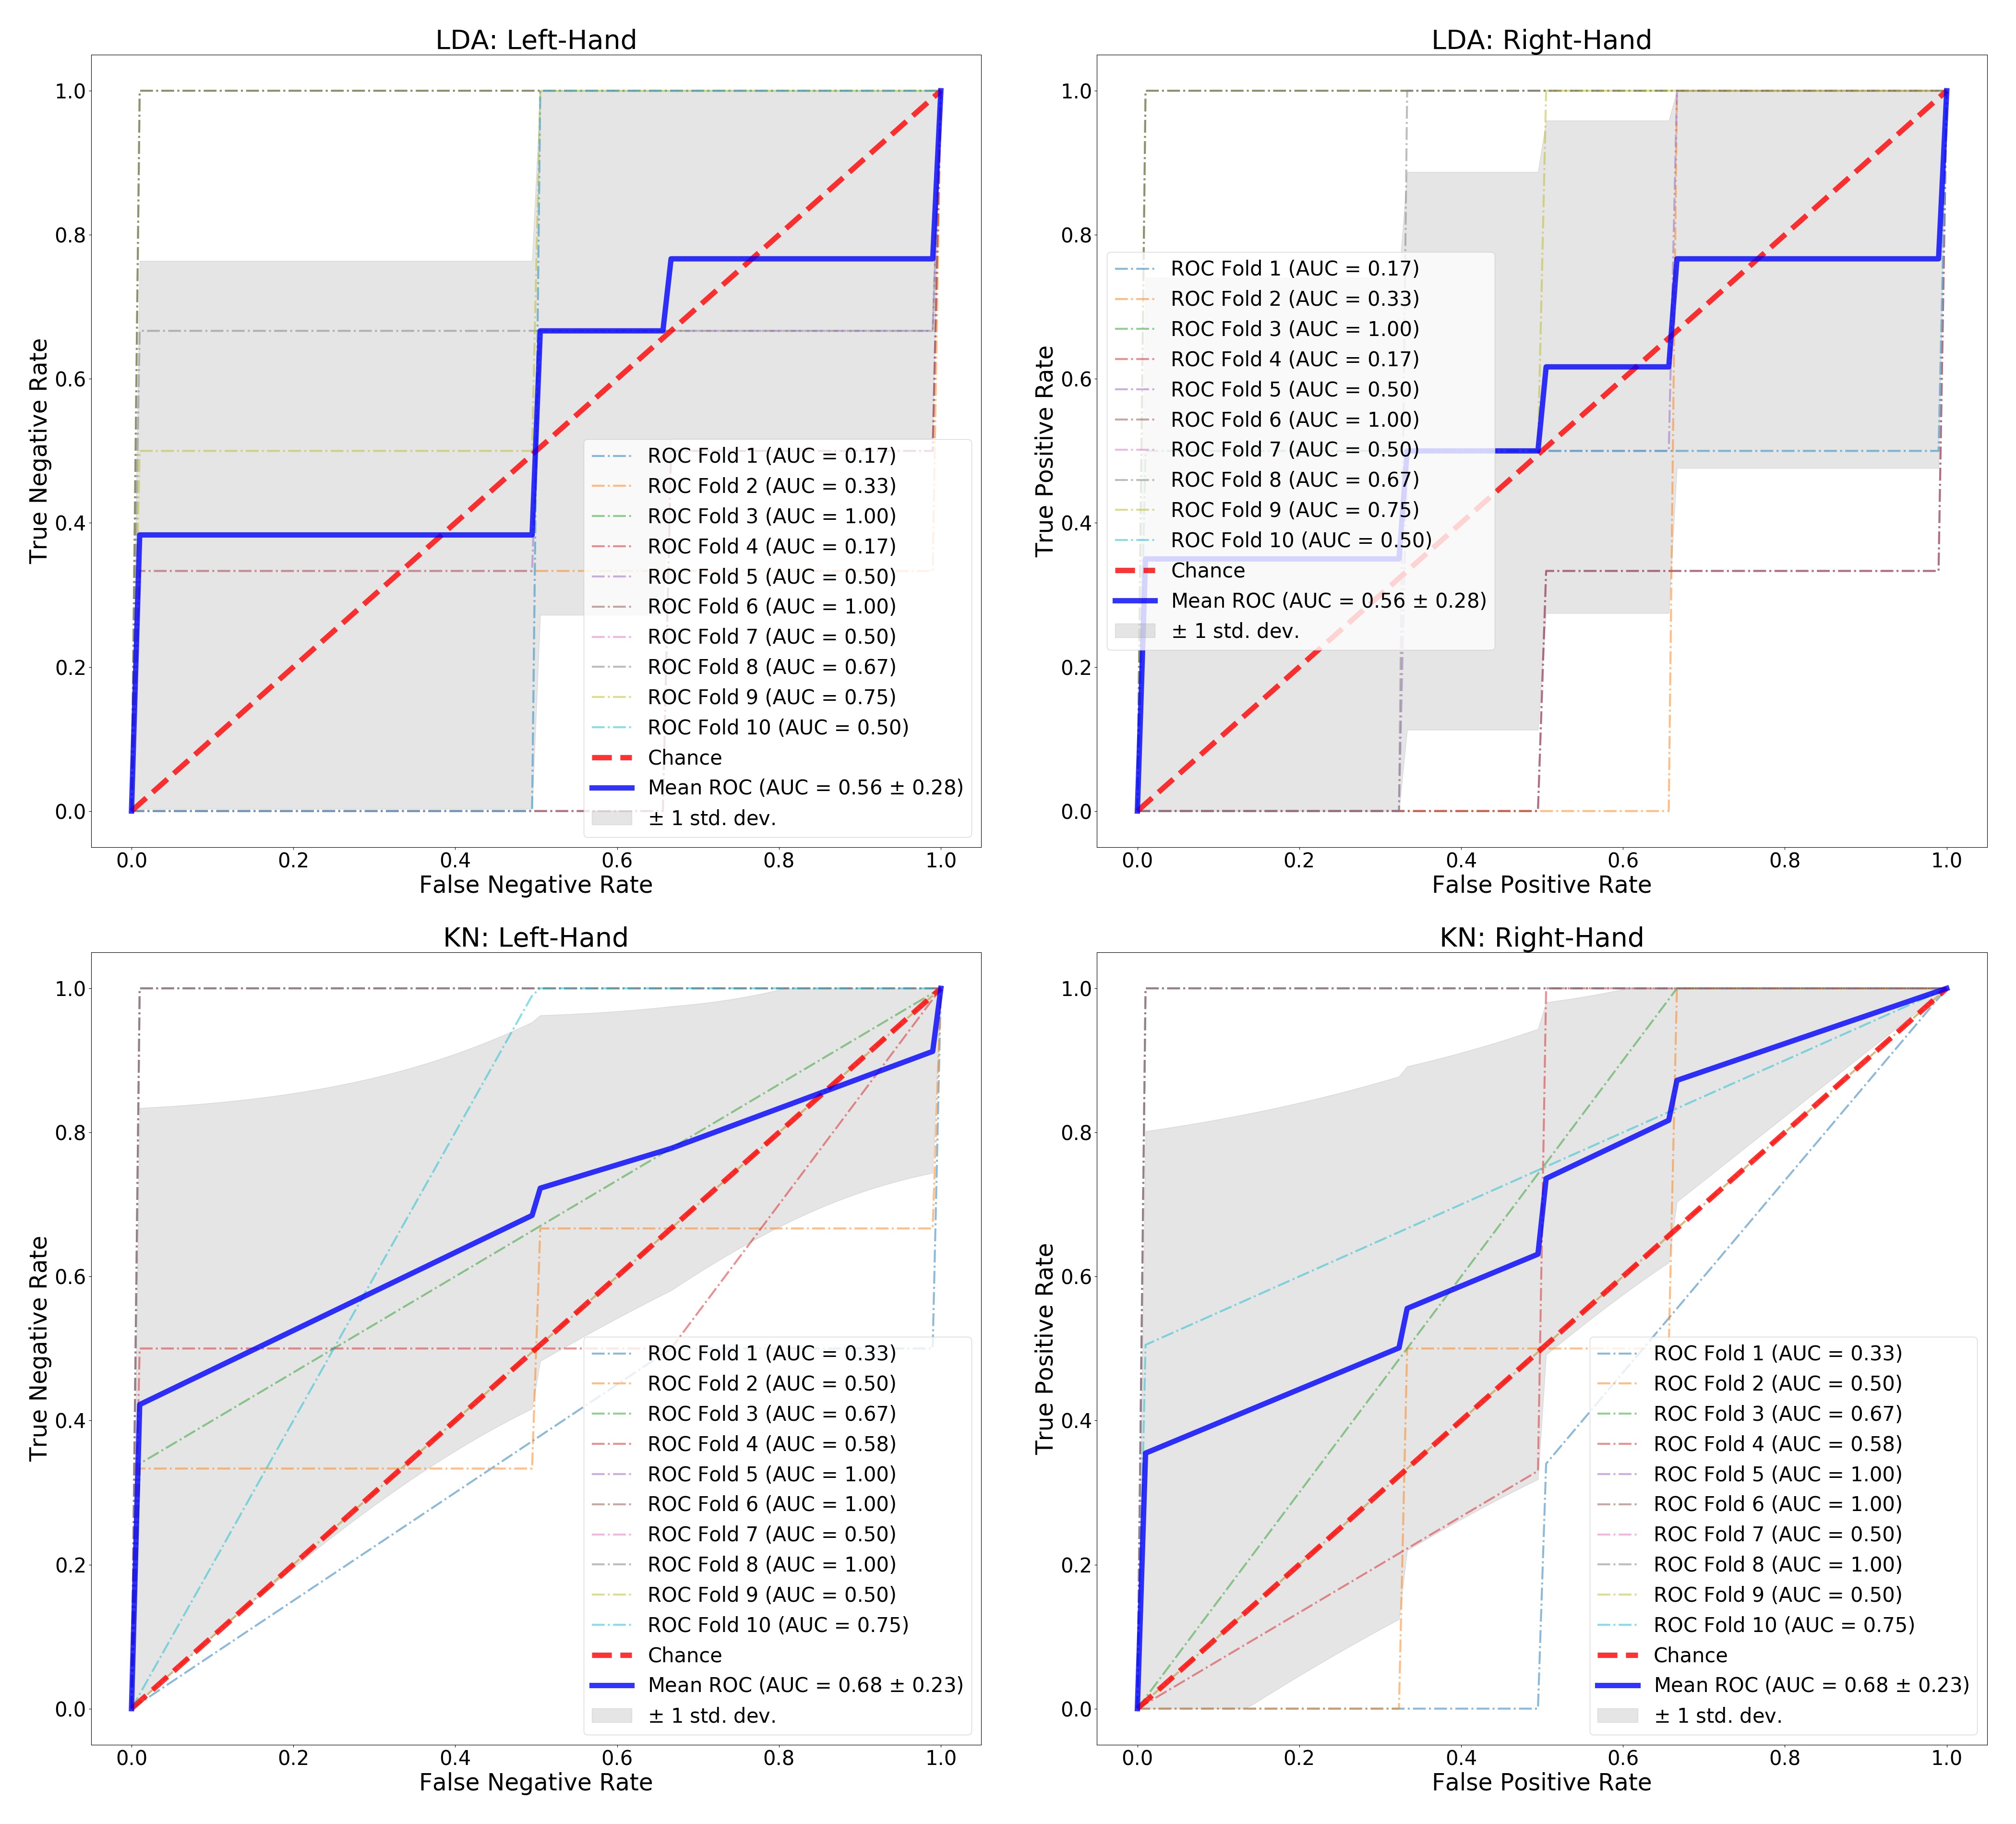 LDA: Left-Hand
True Negative Rate
1.0
0.8
0.6
0.4
0.2
0.0
ROC Fold 1 (AUC = 0.17)
ROC Fold 2 (AUC = 0.33)
ROC Fold 3 (AUC = 1.00)
ROC Fold 4 (AUC = 0.17)
ROC Fold 5 (AUC = 0.50)
ROC Fold 6 (AUC = 1.00)
ROC Fold 7 (AUC = 0.50)
ROC Fold 8 (AUC = 0.67)
ROC Fold 9 (AUC = 0.75)
ROC Fold 10 (AUC = 0.50)
Chance
Mean ROC (AUC = 0.56 ± 0.28)
± 1 std. dev.
0.0 0.2 0.4 0.6 0.8 1.0
False Negative Rate
LDA: Right-Hand
True Positive Rate
1.0
0.8
0.6
0.4
0.2
0.0
ROC Fold 1 (AUC = 0.17)
ROC Fold 2 (AUC = 0.33)
ROC Fold 3 (AUC = 1.00)
ROC Fold 4 (AUC = 0.17)
ROC Fold 5 (AUC = 0.50)
ROC Fold 6 (AUC = 1.00)
ROC Fold 7 (AUC = 0.50)
ROC Fold 8 (AUC = 0.67)
ROC Fold 9 (AUC = 0.75)
ROC Fold 10 (AUC = 0.50)
Chance
Mean ROC (AUC = 0.56 ± 0.28)
± 1 std. dev.
0.0 0.2 0.4 0.6 0.8 1.0
False Positive Rate
KN: Left-Hand
True Negative Rate
1.0
0.8
0.6
0.4
0.2
0.0
ROC Fold 1 (AUC = 0.33)
ROC Fold 2 (AUC = 0.50)
ROC Fold 3 (AUC = 0.67)
ROC Fold 4 (AUC = 0.58)
ROC Fold 5 (AUC = 1.00)
ROC Fold 6 (AUC = 1.00)
ROC Fold 7 (AUC = 0.50)
ROC Fold 8 (AUC = 1.00)
ROC Fold 9 (AUC = 0.50)
ROC Fold 10 (AUC = 0.75)
Chance
Mean ROC (AUC = 0.68 ± 0.23)
± 1 std. dev.
0.0 0.2 0.4 0.6 0.8 1.0
False Negative Rate
KN: Right-Hand
True Positive Rate
1.0
0.8
0.6
0.4
0.2
0.0
ROC Fold 1 (AUC = 0.33)
ROC Fold 2 (AUC = 0.50)
ROC Fold 3 (AUC = 0.67)
ROC Fold 4 (AUC = 0.58)
ROC Fold 5 (AUC = 1.00)
ROC Fold 6 (AUC = 1.00)
ROC Fold 7 (AUC = 0.50)
ROC Fold 8 (AUC = 1.00)
ROC Fold 9 (AUC = 0.50)
ROC Fold 10 (AUC = 0.75)
Chance
Mean ROC (AUC = 0.68 ± 0.23)
± 1 std. dev.
0.0 0.2 0.4 0.6 0.8 1.0
False Positive Rate